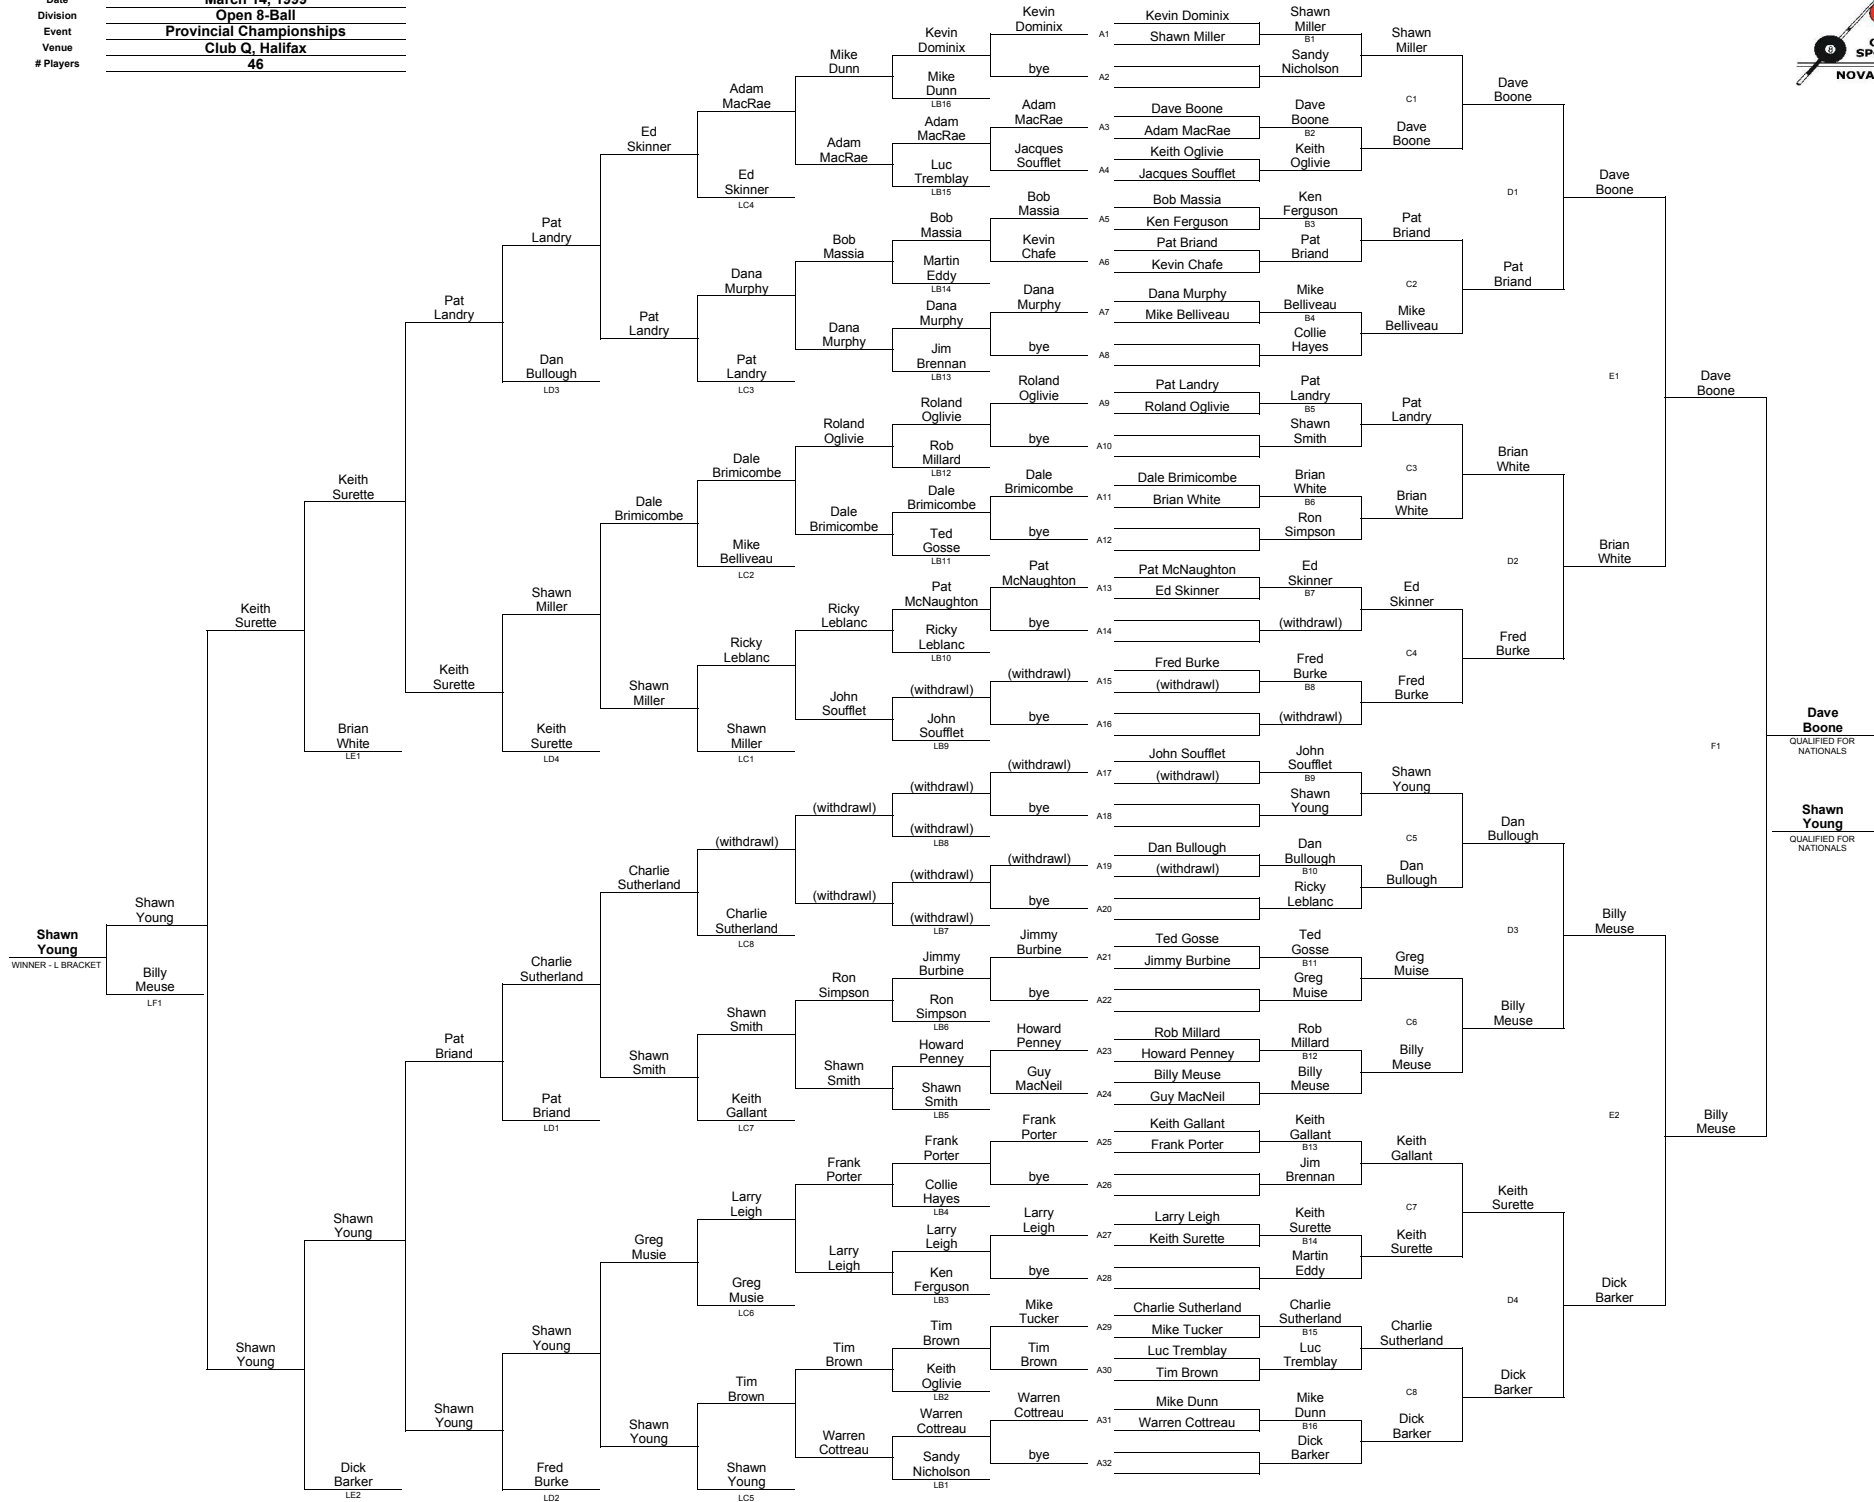 Date
March 14, 1999
Division
Open 8-Ball
Event
Provincial Championships
Venue
Club Q, Halifax
# Players
46
NOVA
Shawn
Young
WINNER - L BRACKET
Shawn
Young
Billy
Meuse
LF1
Keith
Surette
Shawn
Young
Keith
Surette
Brian
White
LE1
Shawn
Young
Dick
Barker
LE2
Pat
Landry
Keith
Surette
Pat
Briand
Shawn
Young
Pat
Landry
Dan
Bullough
LD3
Shawn
Miller
Keith
Surette
LD4
Charlie
Sutherland
Pat
Briand
LD1
Shawn
Young
Fred
Burke
LD2
Ed
Skinner
Pat
Landry
Dale
Brimicombe
Shawn
Miller
Charlie
Sutherland
Shawn
Smith
Greg
Musie
Shawn
Young
Adam
MacRae
Ed
Skinner
LC4
Dana
Murphy
Pat
Landry
LC3
Dale
Brimicombe
Mike
Belliveau
LC2
Ricky
Leblanc
Shawn
Miller
LC1
(withdrawl)
Charlie
Sutherland
LC8
Shawn
Smith
Keith
Gallant
LC7
Larry
Leigh
Greg
Musie
LC6
Tim
Brown
Shawn
Young
LC5
Mike
Dunn
Adam
MacRae
Bob
Massia
Dana
Murphy
Roland
Oglivie
Dale
Brimicombe
Ricky
Leblanc
John
Soufflet
(withdrawl)
(withdrawl)
Ron
Simpson
Shawn
Smith
Frank
Porter
Larry
Leigh
Tim
Brown
Warren
Cottreau
Kevin
Dominix
Mike
Dunn
LB16
Adam
MacRae
Luc
Tremblay
LB15
Bob
Massia
Martin
Eddy
LB14
Dana
Murphy
Jim
Brennan
LB13
Roland
Oglivie
Rob
Millard
LB12
Dale
Brimicombe
Ted
Gosse
LB11
Pat
McNaughton
Ricky
Leblanc
LB10
(withdrawl)
John
Soufflet
LB9
(withdrawl)
(withdrawl)
LB8
(withdrawl)
(withdrawl)
LB7
Jimmy
Burbine
Ron
Simpson
LB6
Howard
Penney
Shawn
Smith
LB5
Frank
Porter
Collie
Hayes
LB4
Larry
Leigh
Ken
Ferguson
LB3
Tim
Brown
Keith
Oglivie
LB2
Warren
Cottreau
Sandy
Nicholson
LB1
Kevin
Dominix
bye
Adam
MacRae
Jacques
Soufflet
Bob
Massia
Kevin
Chafe
Dana
Murphy
bye
Roland
Oglivie
bye
Dale
Brimicombe
bye
Pat
McNaughton
bye
(withdrawl)
bye
(withdrawl)
bye
(withdrawl)
bye
Jimmy
Burbine
bye
Howard
Penney
Guy
MacNeil
Frank
Porter
bye
Larry
Leigh
bye
Mike
Tucker
Tim
Brown
Warren
Cottreau
bye
A1
A2
A3
A4
A5
A6
A7
A8
A9
A10
A11
A12
A13
A14
A15
A16
A17
A18
A19
A20
A21
A22
A23
A24
A25
A26
A27
A28
A29
A30
A31
A32
Kevin Dominix
Shawn Miller
Dave Boone
Adam MacRae
Keith Oglivie
Jacques Soufflet
Bob Massia
Ken Ferguson
Pat Briand
Kevin Chafe
Dana Murphy
Mike Belliveau
Pat Landry
Roland Oglivie
Dale Brimicombe
Brian White
Pat McNaughton
Ed Skinner
Fred Burke
(withdrawl)
John Soufflet
(withdrawl)
Dan Bullough
(withdrawl)
Ted Gosse
Jimmy Burbine
Rob Millard
Howard Penney
Billy Meuse
Guy MacNeil
Keith Gallant
Frank Porter
Larry Leigh
Keith Surette
Charlie Sutherland
Mike Tucker
Luc Tremblay
Tim Brown
Mike Dunn
Warren Cottreau
Shawn
Miller
B1
Sandy
Nicholson
Dave
Boone
B2
Keith
Oglivie
Ken
Ferguson
B3
Pat
Briand
Mike
Belliveau
B4
Collie
Hayes
Pat
Landry
B5
Shawn
Smith
Brian
White
B6
Ron
Simpson
Ed
Skinner
B7
(withdrawl)
Fred
Burke
B8
(withdrawl)
John
Soufflet
B9
Shawn
Young
Dan
Bullough
B10
Ricky
Leblanc
Ted
Gosse
B11
Greg
Muise
Rob
Millard
B12
Billy
Meuse
Keith
Gallant
B13
Jim
Brennan
Keith
Surette
B14
Martin
Eddy
Charlie
Sutherland
B15
Luc
Tremblay
Mike
Dunn
B16
Dick
Barker
Shawn
Miller
C1
Dave
Boone
Pat
Briand
C2
Mike
Belliveau
Pat
Landry
C3
Brian
White
Ed
Skinner
C4
Fred
Burke
Shawn
Young
C5
Dan
Bullough
Greg
Muise
C6
Billy
Meuse
Keith
Gallant
C7
Keith
Surette
Charlie
Sutherland
C8
Dick
Barker
Dave
Boone
D1
Pat
Briand
Brian
White
D2
Fred
Burke
Dan
Bullough
D3
Billy
Meuse
Keith
Surette
D4
Dick
Barker
Dave
Boone
E1
Brian
White
Billy
Meuse
E2
Dick
Barker
Dave
Boone
F1
Billy
Meuse
Dave
Boone
QUALIFIED FOR
NATIONALS
Shawn
Young
QUALIFIED FOR
NATIONALS